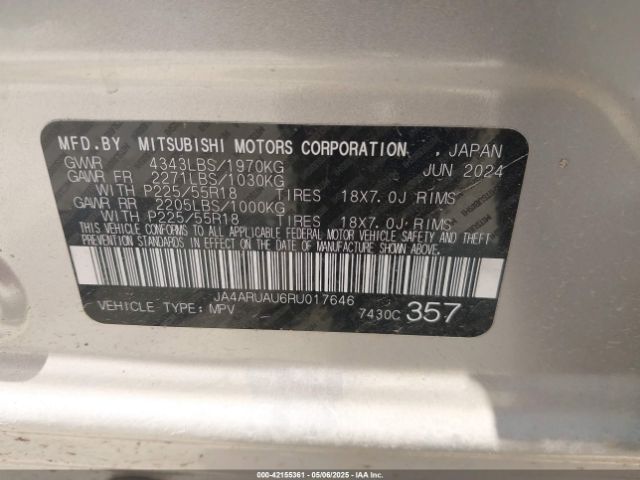 MFD.BY MITSUBISHI MOTORS CORPORATION, JAPAN
GVWR 4343LBS/1970KG JUN 2024
GAWR FR 2271LBS/1030KG
WITH P225/55R18 TIRES 18X7.0J RIMS
GAWR RR 2205LBS/1000KG
WITH P225/55R18 TIRES 18X7.0J RIMS
THIS VEHICLE CONFORMS TO ALL APPLICABLE FEDERAL MOTOR VEHICLE SAFETY AND THEFT
PREVENTION STANDARDS IN EFFECT ON THE DATE OF MANUFACTURE SHOWN ABOVE.
JA4ARUAU6RU017646
VEHICLE TYPE: MPV 7430C 357
000-42155361 - 05/06/2025 - IAAI, Inc.